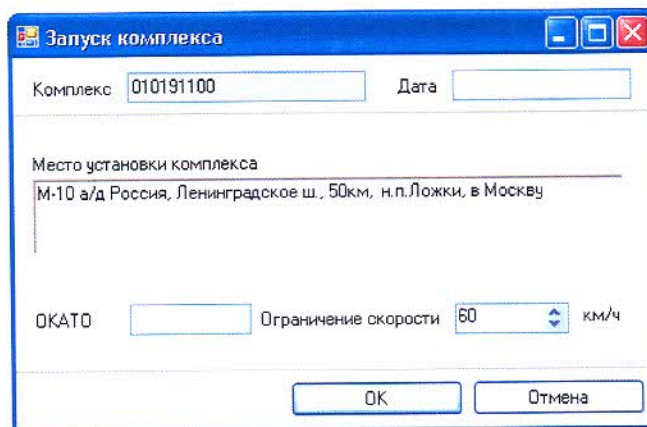 Запуск комплекса
Комплекс 010191100 Дата
Место установки комплекса
М-10 а/д Россия, Ленинградское ш., 50км, н.п.Ложки, в Москву
ОКАТО Ограничение скорости 60 км/ч
ОК Отмена